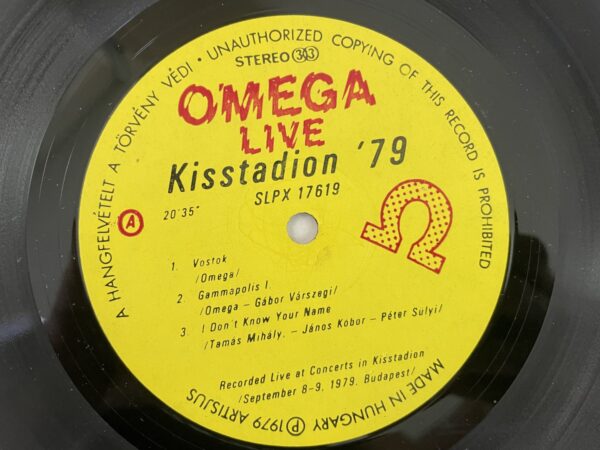 A HANGFELVÉTELT A TÖRVÉNY VÉDI • UNAUTHORIZED COPYING OF THIS RECORD IS PROHIBITED
STEREO 33
OMEGA
LIVE
Kisstadion '79
SLPX 17619
A
20'35"
Ω
1. Vostok
/Omega/
2. Gammapolis I.
/Omega – Gábor Várszegi/
3. I Don't Know Your Name
/Tamás Mihály, – János Kóbor – Péter Sülyi/
Recorded Live at Concerts in Kisstadion
/September 8–9, 1979. Budapest/
MADE IN HUNGARY Ⓟ 1979 ARTISJUS